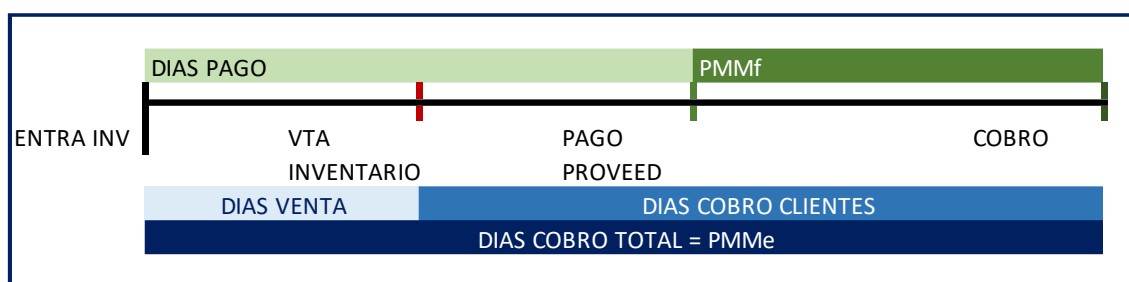 DIAS PAGO
PMMf
ENTRA INV
VTA
INVENTARIO
PAGO
PROVEED
COBRO
DIAS VENTA
DIAS COBRO CLIENTES
DIAS COBRO TOTAL = PMMe